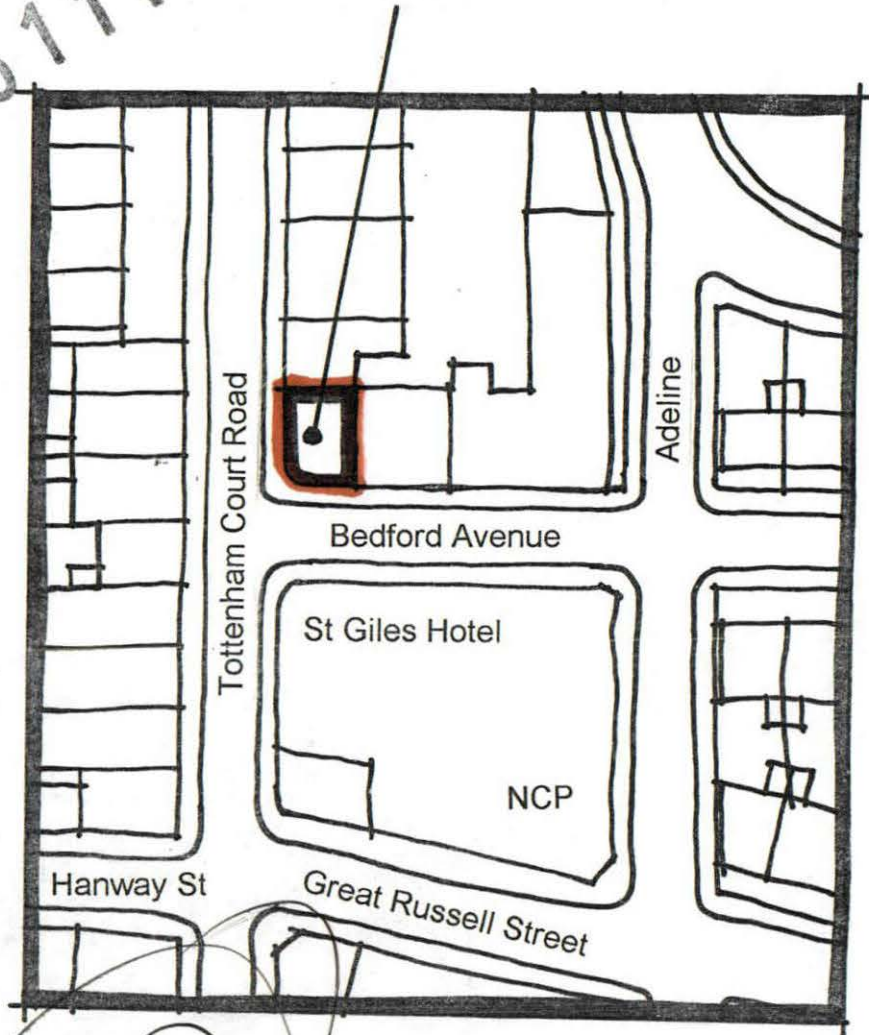 Tottenham Court Road
Adeline
Bedford Avenue
St Giles Hotel
NCP
Hanway St
Great Russell Street